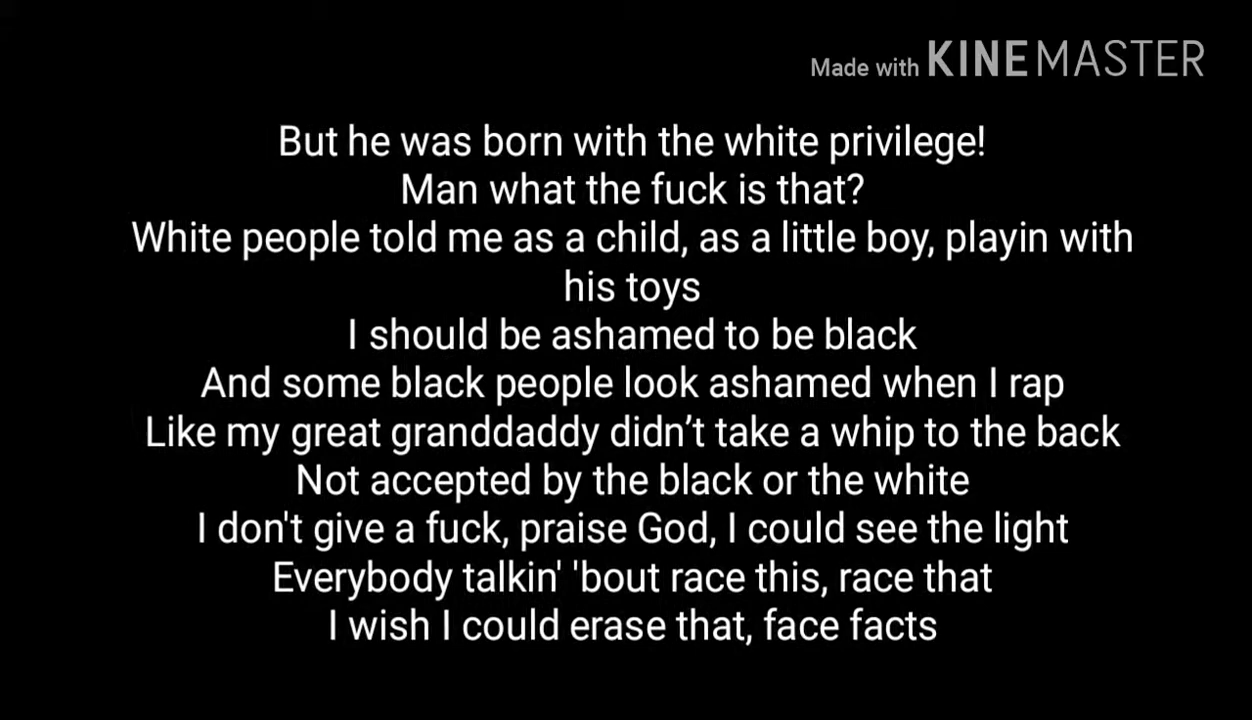 Made with KINEMASTER
But he was born with the white privilege!
Man what the fuck is that?
White people told me as a child, as a little boy, playin with
his toys
I should be ashamed to be black
And some black people look ashamed when I rap
Like my great granddaddy didn’t take a whip to the back
Not accepted by the black or the white
I don't give a fuck, praise God, I could see the light
Everybody talkin' 'bout race this, race that
I wish I could erase that, face facts